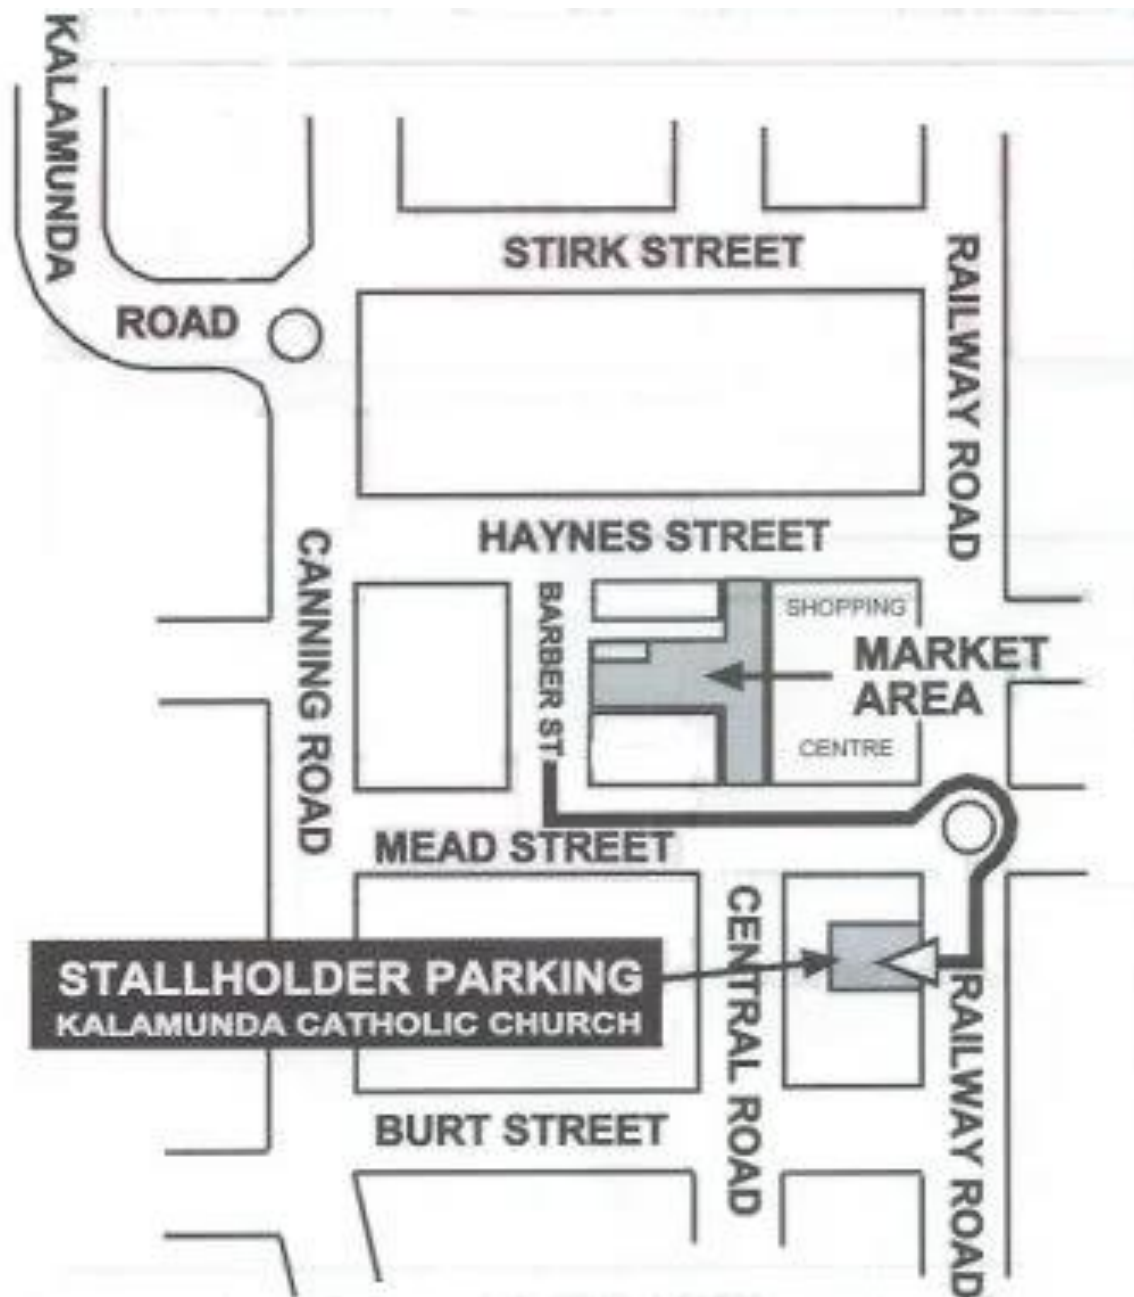 KALAMUNDA
ROAD
STIRK STREET
RAILWAY ROAD
HAYNES STREET
CANNING ROAD
BARBER ST
SHOPPING
CENTRE
MARKET
AREA
MEAD STREET
CENTRAL ROAD
STALLHOLDER PARKING
KALAMUNDA CATHOLIC CHURCH
RAILWAY ROAD
BURT STREET